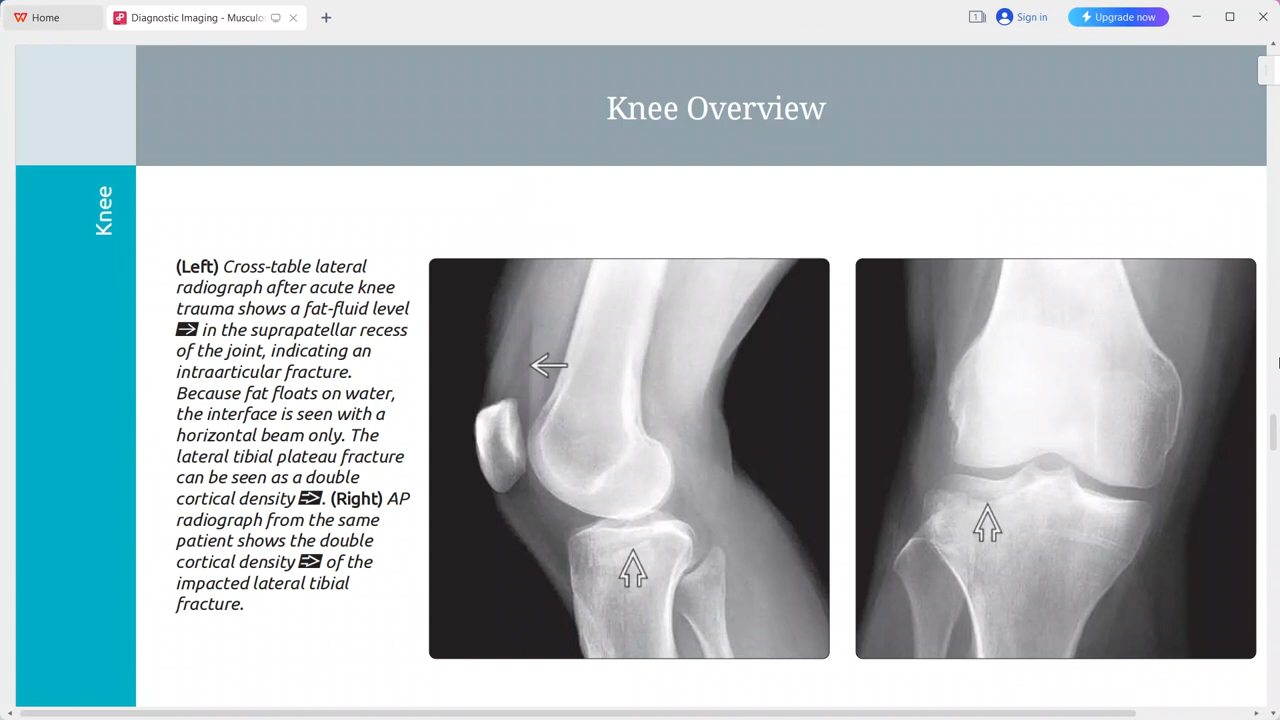 Home
Diagnostic Imaging - Musculos
1
Sign in
Upgrade now
Knee Overview
Knee
(Left) Cross-table lateral
radiograph after acute knee
trauma shows a fat-fluid level
in the suprapatellar recess
of the joint, indicating an
intraarticular fracture.
Because fat floats on water,
the interface is seen with a
horizontal beam only. The
lateral tibial plateau fracture
can be seen as a double
cortical density . (Right) AP
radiograph from the same
patient shows the double
cortical density of the
impacted lateral tibial
fracture.